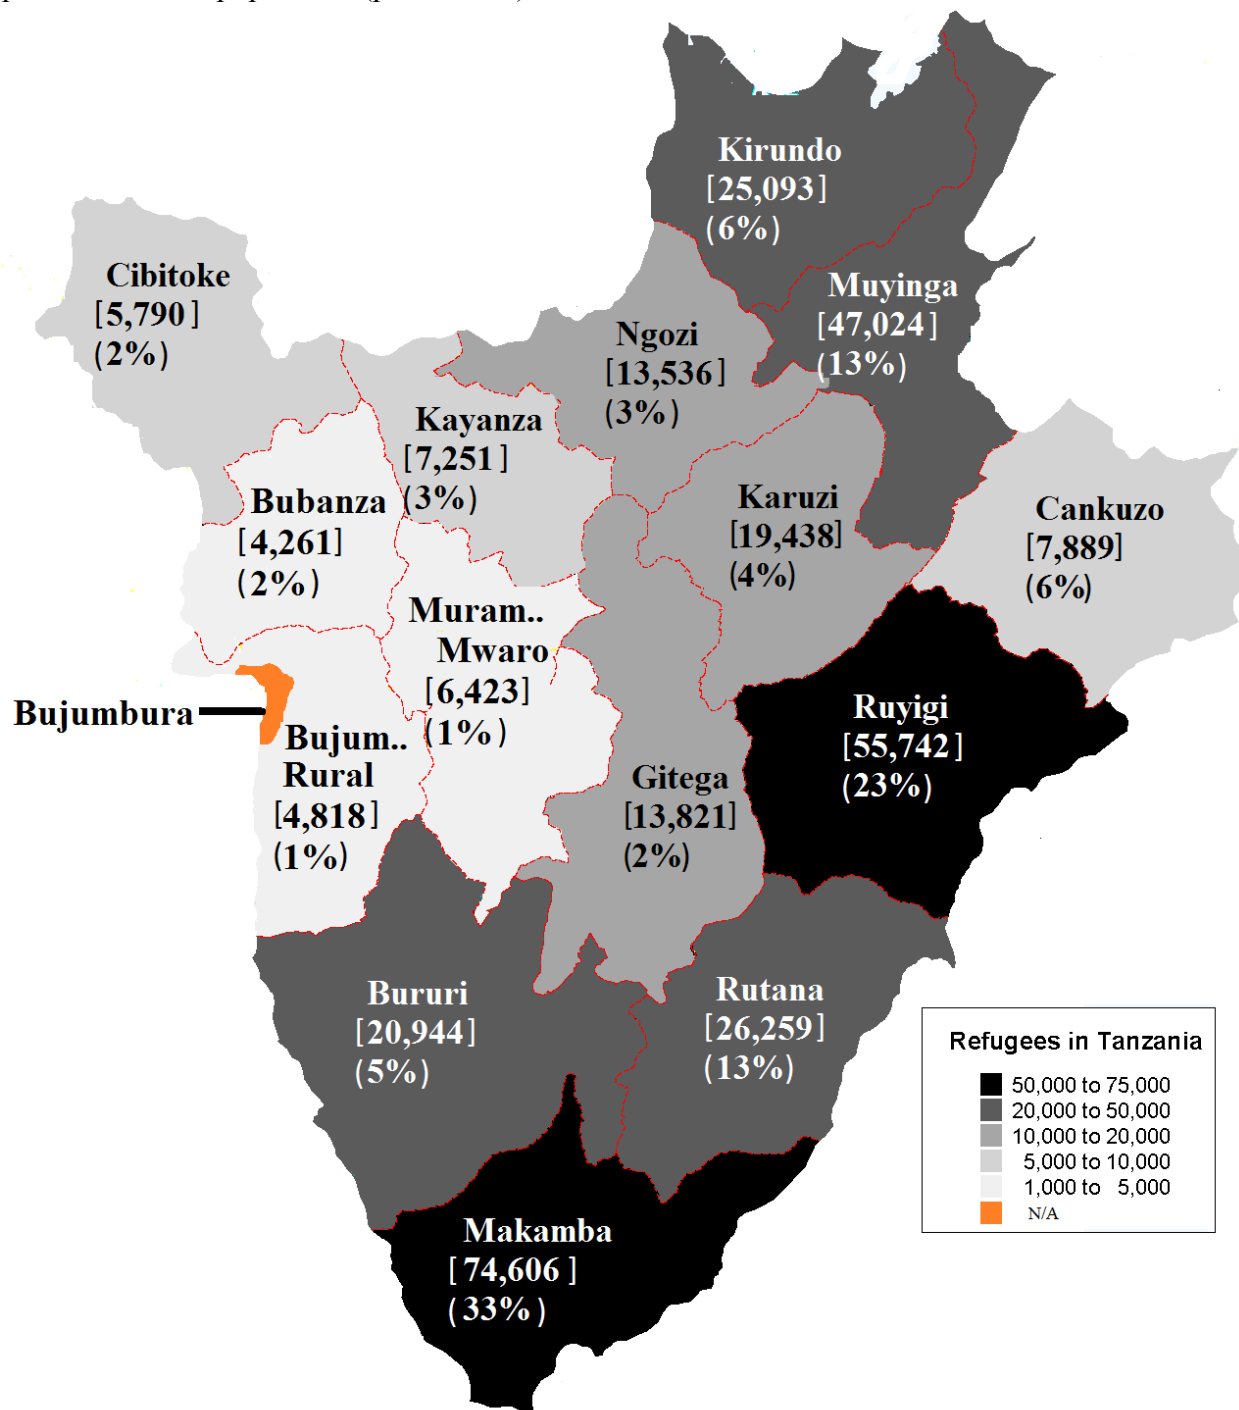 Kirundo
[25,093]
(6%)
Cibitoke
[5,790]
(2%)
Muyinga
[47,024]
(13%)
Ngozi
[13,536]
(3%)
Kayanza
[7,251]
(3%)
Bubanza
[4,261]
(2%)
Karuzi
[19,438]
(4%)
Cankuzo
[7,889]
(6%)
Muram..
Mwaro
[6,423]
(1%)
Bujumbura
Bujum..
Rural
[4,818]
(1%)
Ruyigi
[55,742]
(23%)
Gitega
[13,821]
(2%)
Bururi
[20,944]
(5%)
Rutana
[26,259]
(13%)
Makamba
[74,606]
(33%)
Refugees in Tanzania
50,000 to 75,000
20,000 to 50,000
10,000 to 20,000
5,000 to 10,000
1,000 to 5,000
N/A